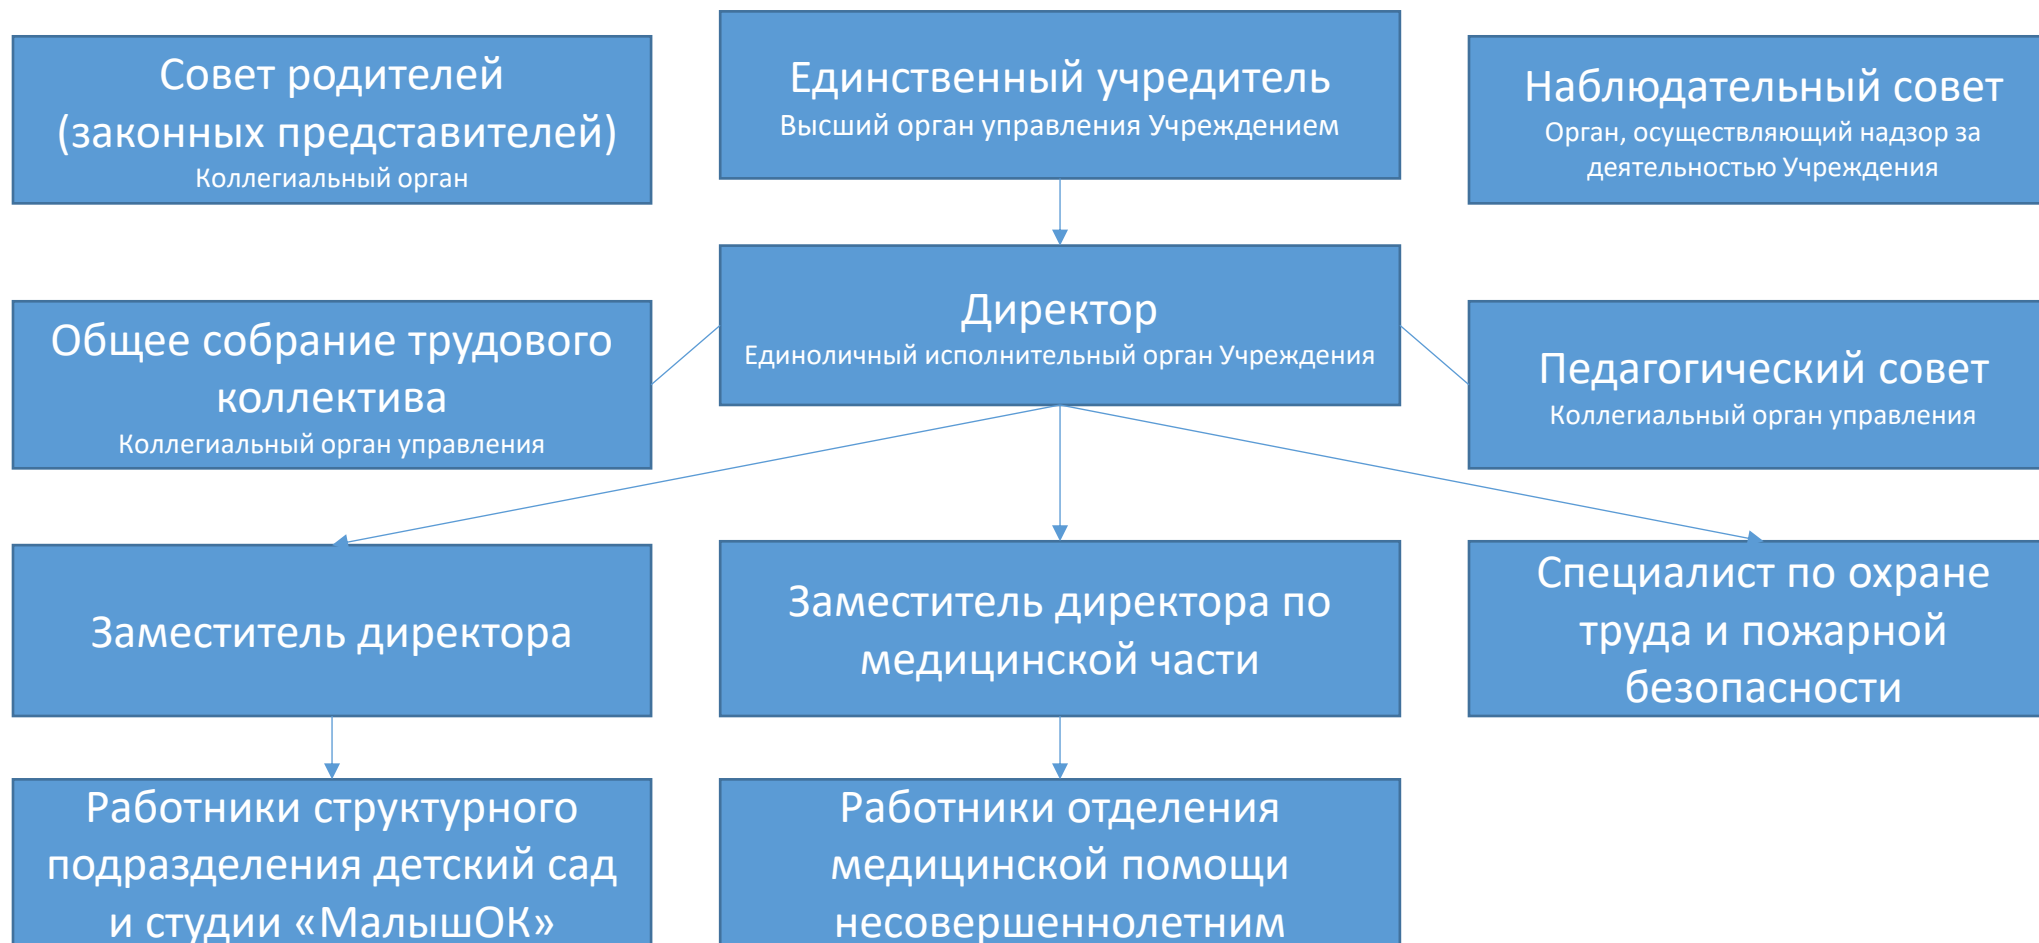 Совет родителей
(законных представителей)
Коллегиальный орган
Единственный учредитель
Высший орган управления Учреждением
Наблюдательный совет
Орган, осуществляющий надзор за
деятельностью Учреждения
Общее собрание трудового
коллектива
Коллегиальный орган управления
Директор
Единоличный исполнительный орган Учреждения
Педагогический совет
Коллегиальный орган управления
Заместитель директора
Заместитель директора по
медицинской части
Специалист по охране
труда и пожарной
безопасности
Работники структурного
подразделения детский сад
и студии «МалышОК»
Работники отделения
медицинской помощи
несовершеннолетним